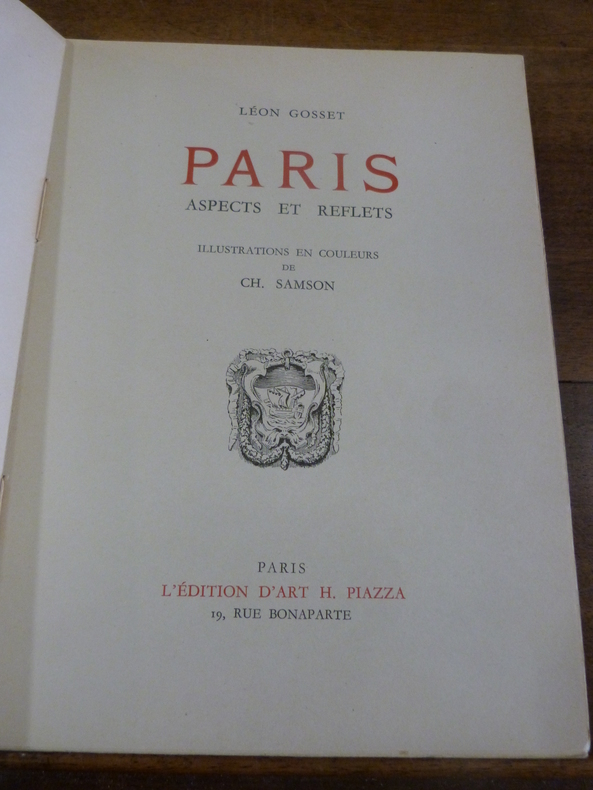 LÉON GOSSET
PARIS
ASPECTS ET REFLETS
ILLUSTRATIONS EN COULEURS
DE
CH. SAMSON
PARIS
L'ÉDITION D'ART H. PIAZZA
19, RUE BONAPARTE